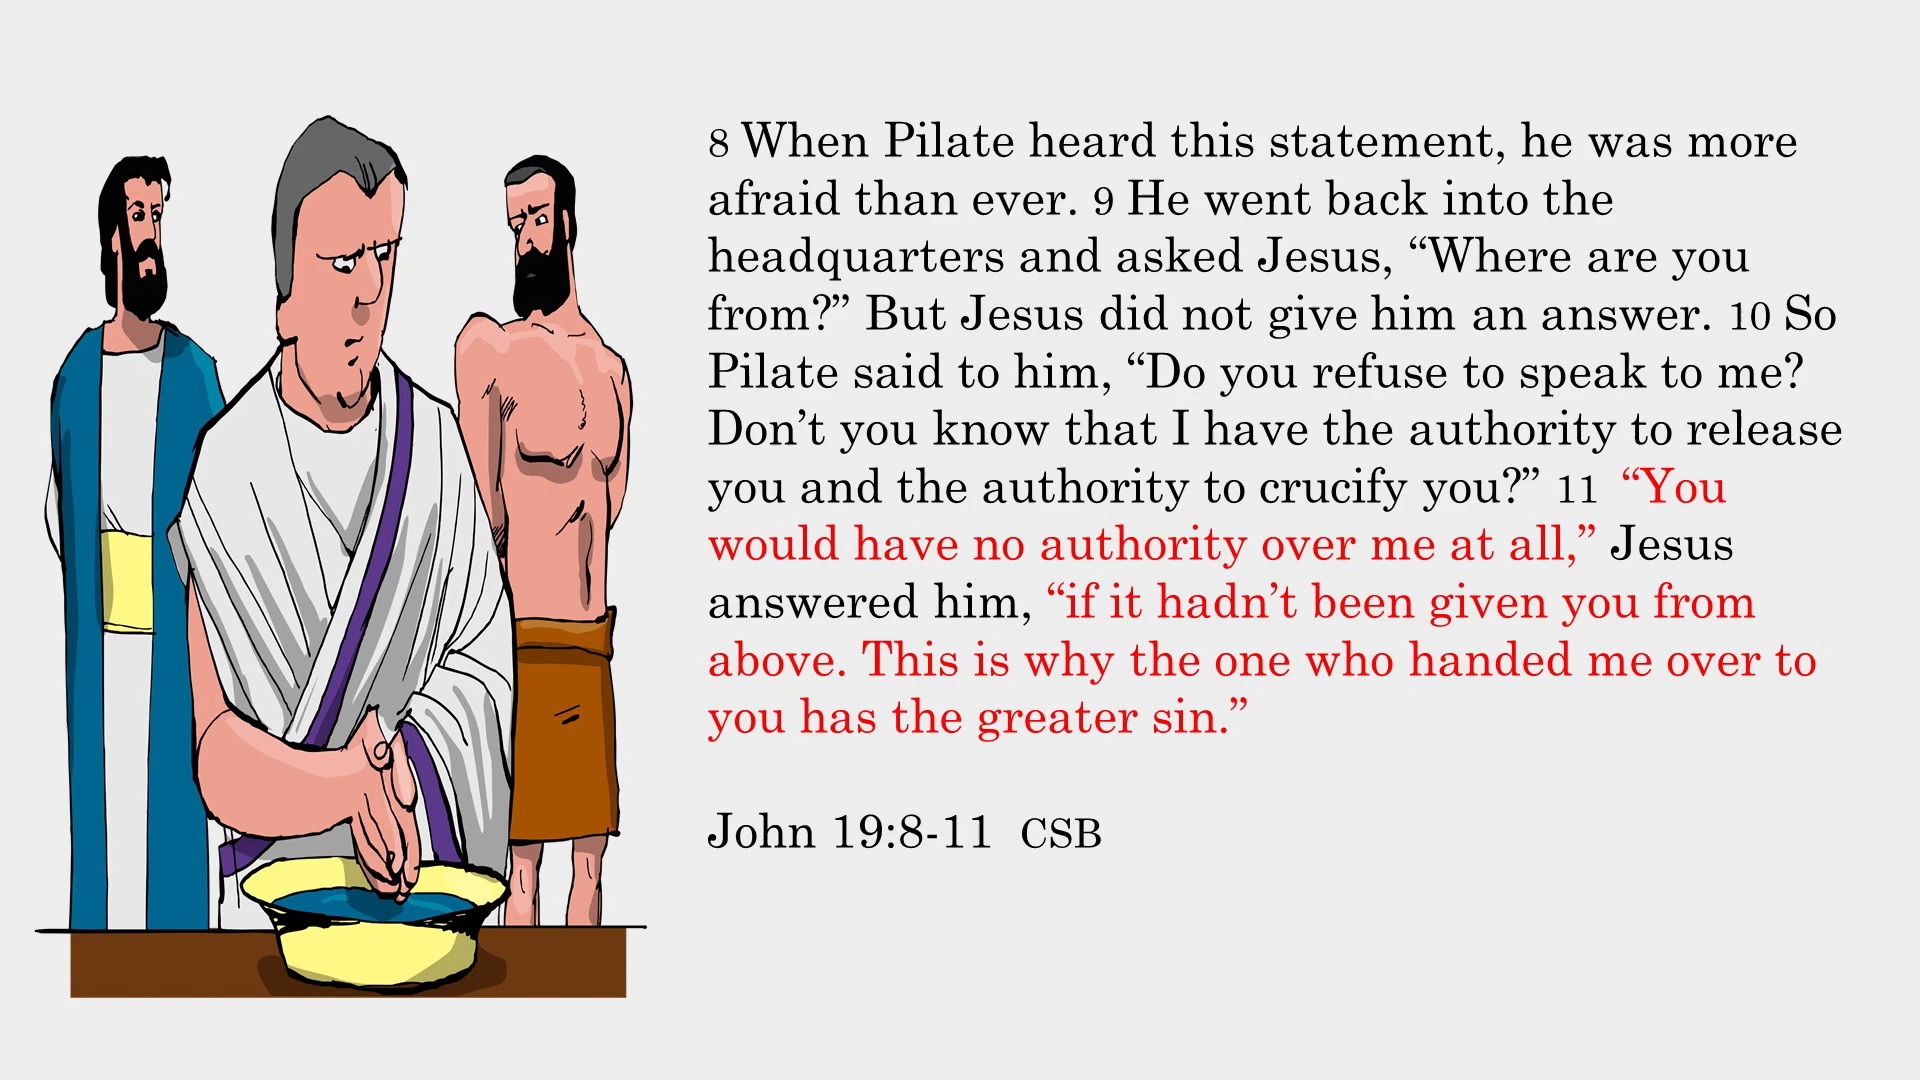 8 When Pilate heard this statement, he was more
afraid than ever. 9 He went back into the
headquarters and asked Jesus, “Where are you
from?” But Jesus did not give him an answer. 10 So
Pilate said to him, “Do you refuse to speak to me?
Don’t you know that I have the authority to release
you and the authority to crucify you?” 11 “You
would have no authority over me at all,” Jesus
answered him, “if it hadn’t been given you from
above. This is why the one who handed me over to
you has the greater sin.”
John 19:8-11 CSB